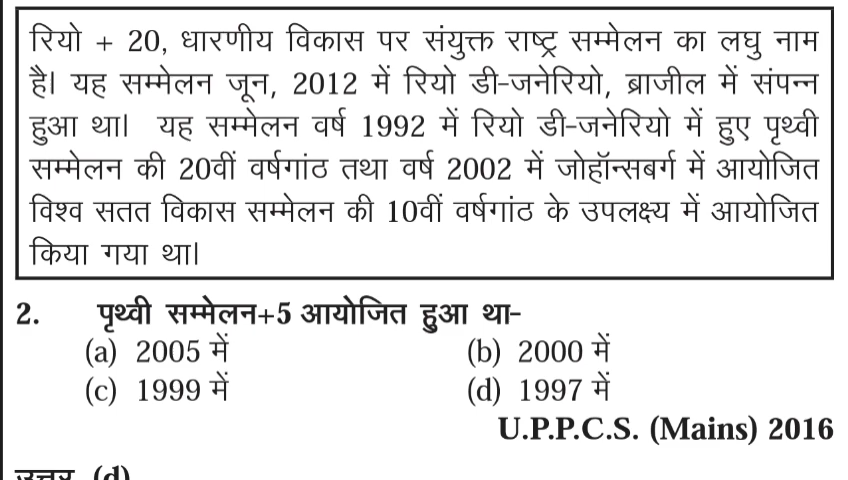 रियो + 20, धारणीय विकास पर संयुक्त राष्ट्र सम्मेलन का लघु नाम
है। यह सम्मेलन जून, 2012 में रियो डी-जनेरियो, ब्राजील में संपन्न
हुआ था। यह सम्मेलन वर्ष 1992 में रियो डी-जनेरियो में हुए पृथ्वी
सम्मेलन की 20वीं वर्षगांठ तथा वर्ष 2002 में जोहॉन्सबर्ग में आयोजित
विश्व सतत विकास सम्मेलन की 10वीं वर्षगांठ के उपलक्ष्य में आयोजित
किया गया था।
2. पृथ्वी सम्मेलन+5 आयोजित हुआ था-
(a) 2005 में (b) 2000 में
(c) 1999 में (d) 1997 में
U.P.P.C.S. (Mains) 2016
उत्तर (d)